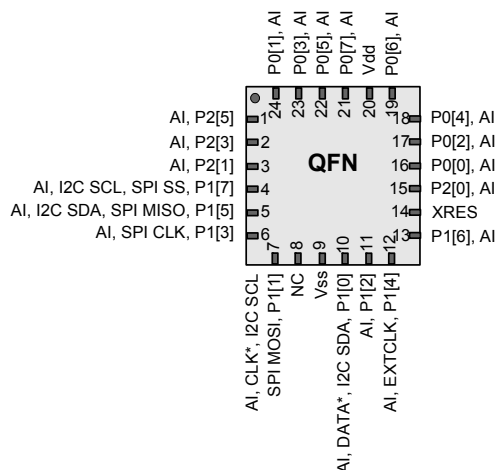 P0[1], AI
P0[3], AI
P0[5], AI
P0[7], AI
Vdd
P0[6], AI
24
23
22
21
20
19
AI, P2[5]
1
18
P0[4], AI
AI, P2[3]
2
17
P0[2], AI
AI, P2[1]
3
QFN
16
P0[0], AI
AI, I2C SCL, SPI SS, P1[7]
4
15
P2[0], AI
AI, I2C SDA, SPI MISO, P1[5]
5
14
XRES
AI, SPI CLK, P1[3]
6
13
P1[6], AI
7
8
9
10
11
12
AI, CLK*, I2C SCL
SPI MOSI, P1[1]
NC
Vss
AI, DATA*, I2C SDA, P1[0]
AI, P1[2]
AI, EXTCLK, P1[4]